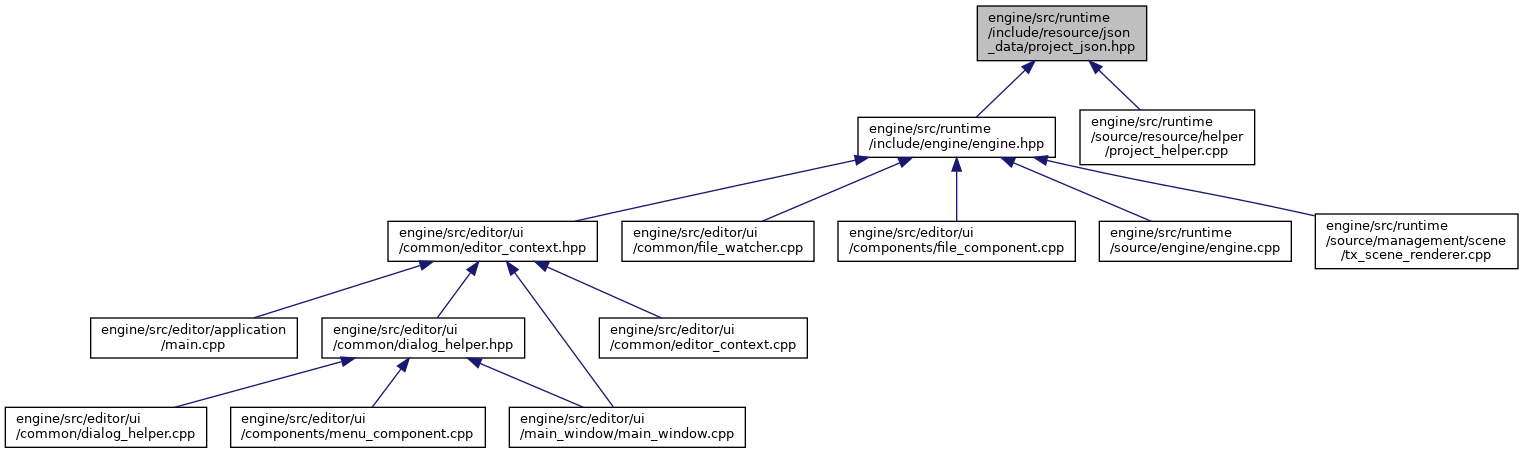 engine/src/runtime
/include/resource/json
_data/project_json.hpp
engine/src/runtime
/include/engine/engine.hpp
engine/src/runtime
/source/resource/helper
/project_helper.cpp
engine/src/editor/ui
/common/editor_context.hpp
engine/src/editor/ui
/common/file_watcher.cpp
engine/src/editor/ui
/components/file_component.cpp
engine/src/runtime
/source/engine/engine.cpp
engine/src/runtime
/source/management/scene
/tx_scene_renderer.cpp
engine/src/editor/application
/main.cpp
engine/src/editor/ui
/common/dialog_helper.hpp
engine/src/editor/ui
/common/editor_context.cpp
engine/src/editor/ui
/common/dialog_helper.cpp
engine/src/editor/ui
/components/menu_component.cpp
engine/src/editor/ui
/main_window/main_window.cpp